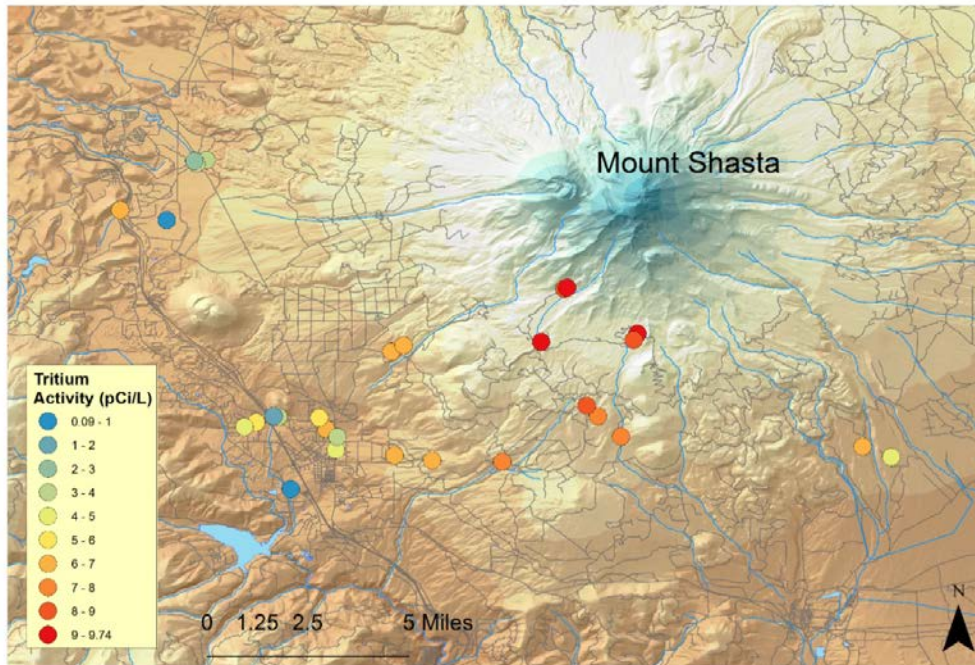 Mount Shasta
Tritium
Activity (pCi/L)
0.09 - 1
1 - 2
2 - 3
3 - 4
4 - 5
5 - 6
6 - 7
7 - 8
8 - 9
9 - 9.74
0 1.25 2.5 5 Miles
N